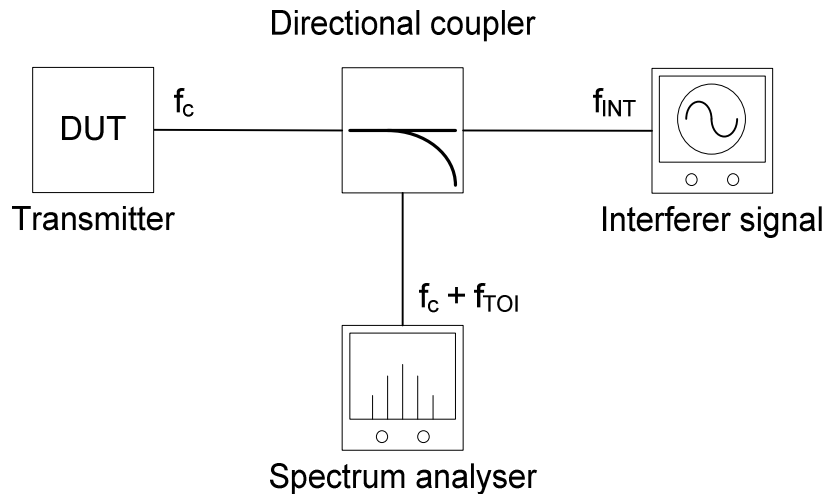 Directional coupler
DUT
f_c
f_INT
Transmitter
Interferer signal
f_c + f_TOI
Spectrum analyser